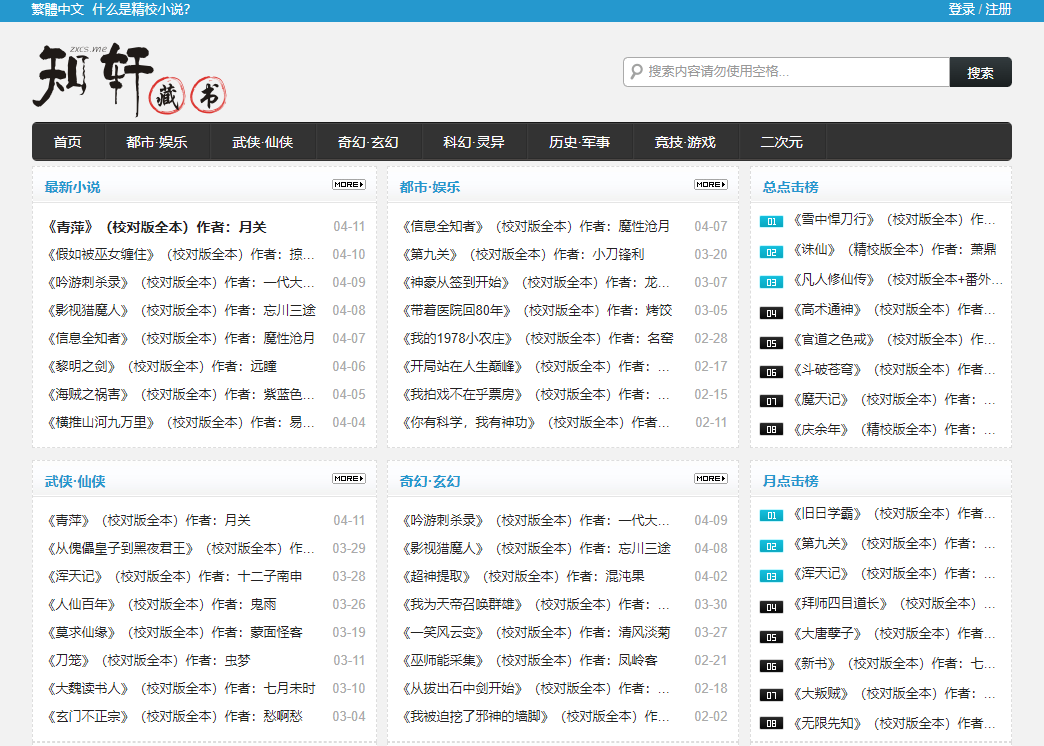 繁體中文 什么是精校小说？ 登录 / 注册
zxcs.me
知轩藏书
搜索内容请勿使用空格... 搜索
首页 都市·娱乐 武侠·仙侠 奇幻·玄幻 科幻·灵异 历史·军事 竞技·游戏 二次元
最新小说 MORE
《青萍》（校对版全本）作者：月关 04-11
《假如被巫女缠住》（校对版全本）作者：掠... 04-10
《吟游刺杀录》（校对版全本）作者：一代大... 04-09
《影视猎魔人》（校对版全本）作者：忘川三途 04-08
《信息全知者》（校对版全本）作者：魔性沧月 04-07
《黎明之剑》（校对版全本）作者：远瞳 04-06
《海贼之祸害》（校对版全本）作者：紫蓝色... 04-05
《横推山河九万里》（校对版全本）作者：易... 04-04
都市·娱乐 MORE
《信息全知者》（校对版全本）作者：魔性沧月 04-07
《第九关》（校对版全本）作者：小刀锋利 03-20
《神豪从签到开始》（校对版全本）作者：龙... 03-07
《带着医院回80年》（校对版全本）作者：烤饺 03-05
《我的1978小农庄》（校对版全本）作者：名窑 02-28
《开局站在人生巅峰》（校对版全本）作者：... 02-17
《我拍戏不在乎票房》（校对版全本）作者：... 02-15
《你有科学，我有神功》（校对版全本）作者... 02-11
总点击榜
01 《雪中悍刀行》（校对版全本）作...
02 《诛仙》（精校版全本）作者：萧鼎
03 《凡人修仙传》（校对版全本+番外...
04 《高术通神》（校对版全本）作者...
05 《官道之色戒》（校对版全本）作...
06 《斗破苍穹》（校对版全本）作者...
07 《魔天记》（校对版全本）作者：...
08 《庆余年》（精校版全本）作者：...
武侠·仙侠 MORE
《青萍》（校对版全本）作者：月关 04-11
《从傀儡皇子到黑夜君王》（校对版全本）作... 03-29
《浑天记》（校对版全本）作者：十二子南申 03-28
《人仙百年》（校对版全本）作者：鬼雨 03-26
《莫求仙缘》（校对版全本）作者：蒙面怪客 03-19
《刀笼》（校对版全本）作者：虫梦 03-11
《大魏读书人》（校对版全本）作者：七月未时 03-10
《玄门不正宗》（校对版全本）作者：愁啊愁 03-04
奇幻·玄幻 MORE
《吟游刺杀录》（校对版全本）作者：一代大... 04-09
《影视猎魔人》（校对版全本）作者：忘川三途 04-08
《超神提取》（校对版全本）作者：混沌果 04-02
《我为天帝召唤群雄》（校对版全本）作者：... 03-30
《一笑风云变》（校对版全本）作者：清风淡菊 03-27
《巫师能采集》（校对版全本）作者：凤岭客 02-21
《从拔出石中剑开始》（校对版全本）作者：... 02-18
《我被迫挖了邪神的墙脚》（校对版全本）作... 02-02
月点击榜
01 《旧日学霸》（校对版全本）作者...
02 《第九关》（校对版全本）作者：...
03 《浑天记》（校对版全本）作者：...
04 《拜师四目道长》（校对版全本）...
05 《大唐孽子》（校对版全本）作者...
06 《新书》（校对版全本）作者：七...
07 《大叛贼》（校对版全本）作者：...
08 《无限先知》（校对版全本）作者...